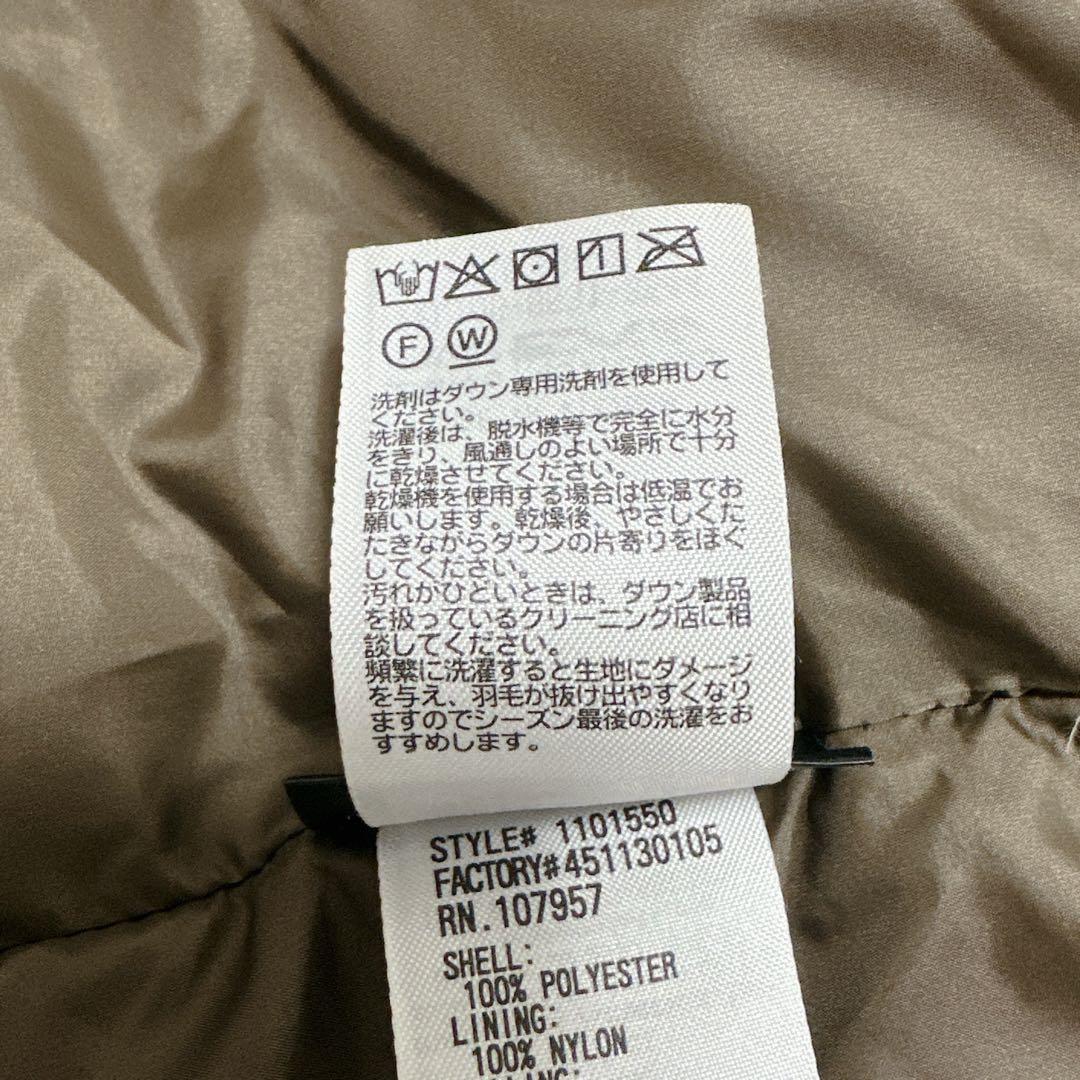 F W
洗剤はダウン専用洗剤を使用して
ください。
洗濯後は、脱水機等で完全に水分
をきり、風通しのよい場所で十分
に乾燥させてください。
乾燥機を使用する場合は低温でお
願いします。乾燥後、やさしくた
たきながらダウンの片寄りをほぐ
してください。
汚れがひどいときは、ダウン製品
を扱っているクリーニング店に相
談してください。
頻繁に洗濯すると生地にダメージ
を与え、羽毛が抜け出やすくなり
ますのでシーズン最後の洗濯をお
すすめします。
STYLE# 1101550
FACTORY#451130105
RN.107957
SHELL:
100% POLYESTER
LINING:
100% NYLON